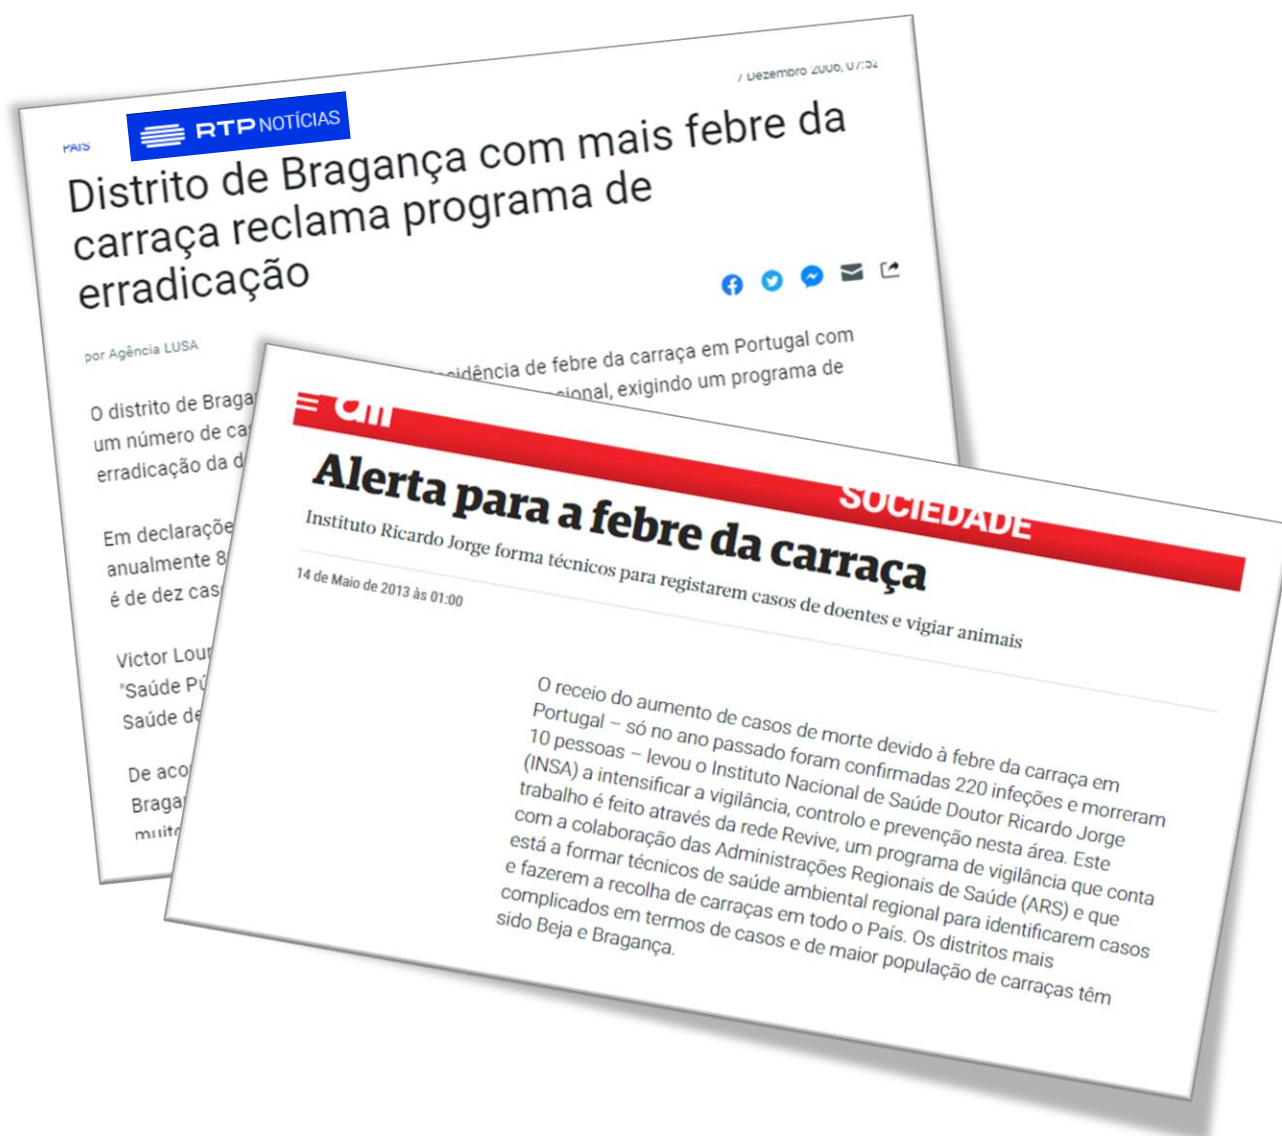 PAÍS
RTP NOTÍCIAS
7 Dezembro 2006, 07:52
Distrito de Bragança com mais febre da
carraça reclama programa de
erradicação
por Agência LUSA
O distrito de Braga
idência de febre da carraça em Portugal com
um número de ca
ional, exigindo um programa de
erradicação da d
Em declaraçõe
anualmente 8
é de dez cas
Victor Lour
"Saúde Pú
Saúde de
De aco
Braga
muito
SOCIEDADE
Alerta para a febre da carraça
Instituto Ricardo Jorge forma técnicos para registarem casos de doentes e vigiar animais
14 de Maio de 2013 às 01:00
O receio do aumento de casos de morte devido à febre da carraça em
Portugal – só no ano passado foram confirmadas 220 infeções e morreram
10 pessoas – levou o Instituto Nacional de Saúde Doutor Ricardo Jorge
(INSA) a intensificar a vigilância, controlo e prevenção nesta área. Este
trabalho é feito através da rede Revive, um programa de vigilância que conta
com a colaboração das Administrações Regionais de Saúde (ARS) e que
está a formar técnicos de saúde ambiental regional para identificarem casos
e fazerem a recolha de carraças em todo o País. Os distritos mais
complicados em termos de casos e de maior população de carraças têm
sido Beja e Bragança.